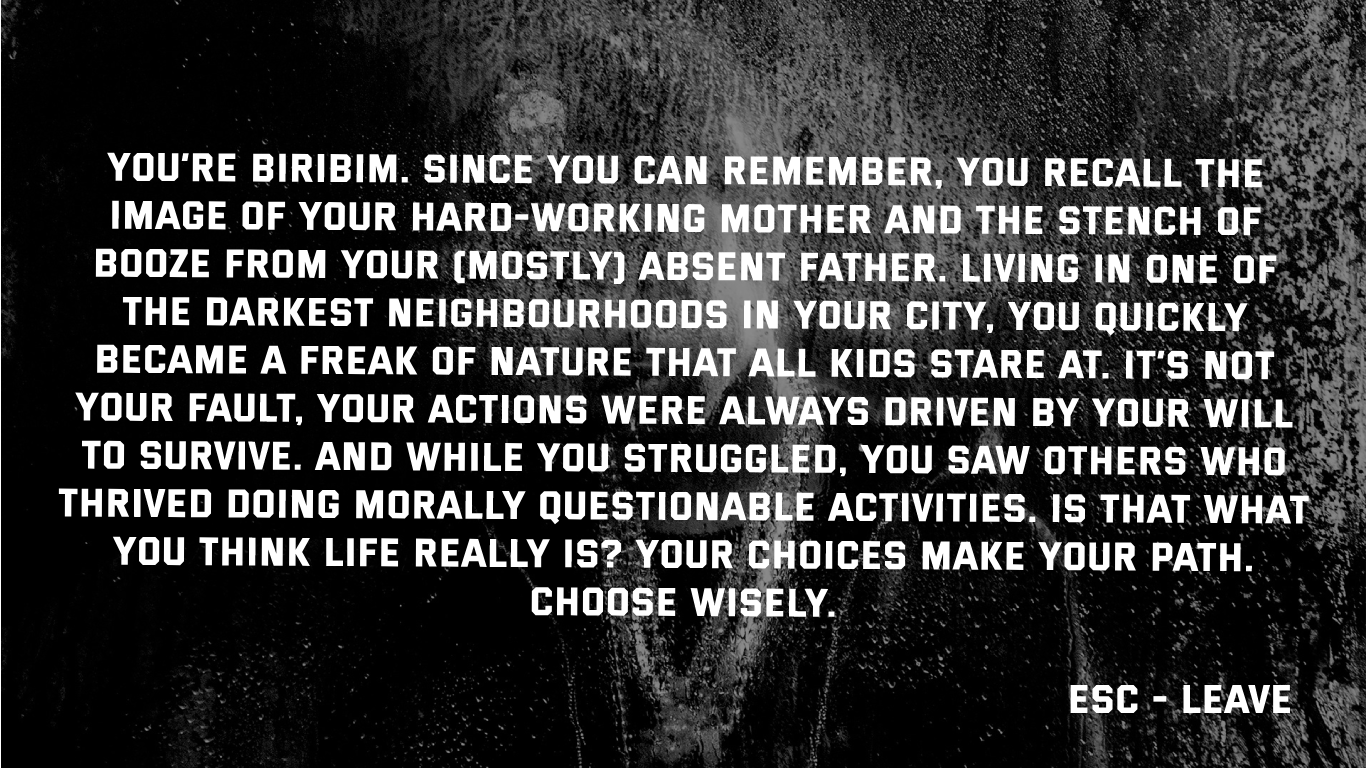 YOU'RE BIRIBIM. SINCE YOU CAN REMEMBER, YOU RECALL THE
IMAGE OF YOUR HARD-WORKING MOTHER AND THE STENCH OF
BOOZE FROM YOUR (MOSTLY) ABSENT FATHER. LIVING IN ONE OF
THE DARKEST NEIGHBOURHOODS IN YOUR CITY, YOU QUICKLY
BECAME A FREAK OF NATURE THAT ALL KIDS STARE AT. IT'S NOT
YOUR FAULT, YOUR ACTIONS WERE ALWAYS DRIVEN BY YOUR WILL
TO SURVIVE. AND WHILE YOU STRUGGLED, YOU SAW OTHERS WHO
THRIVED DOING MORALLY QUESTIONABLE ACTIVITIES. IS THAT WHAT
YOU THINK LIFE REALLY IS? YOUR CHOICES MAKE YOUR PATH.
CHOOSE WISELY.
ESC - LEAVE